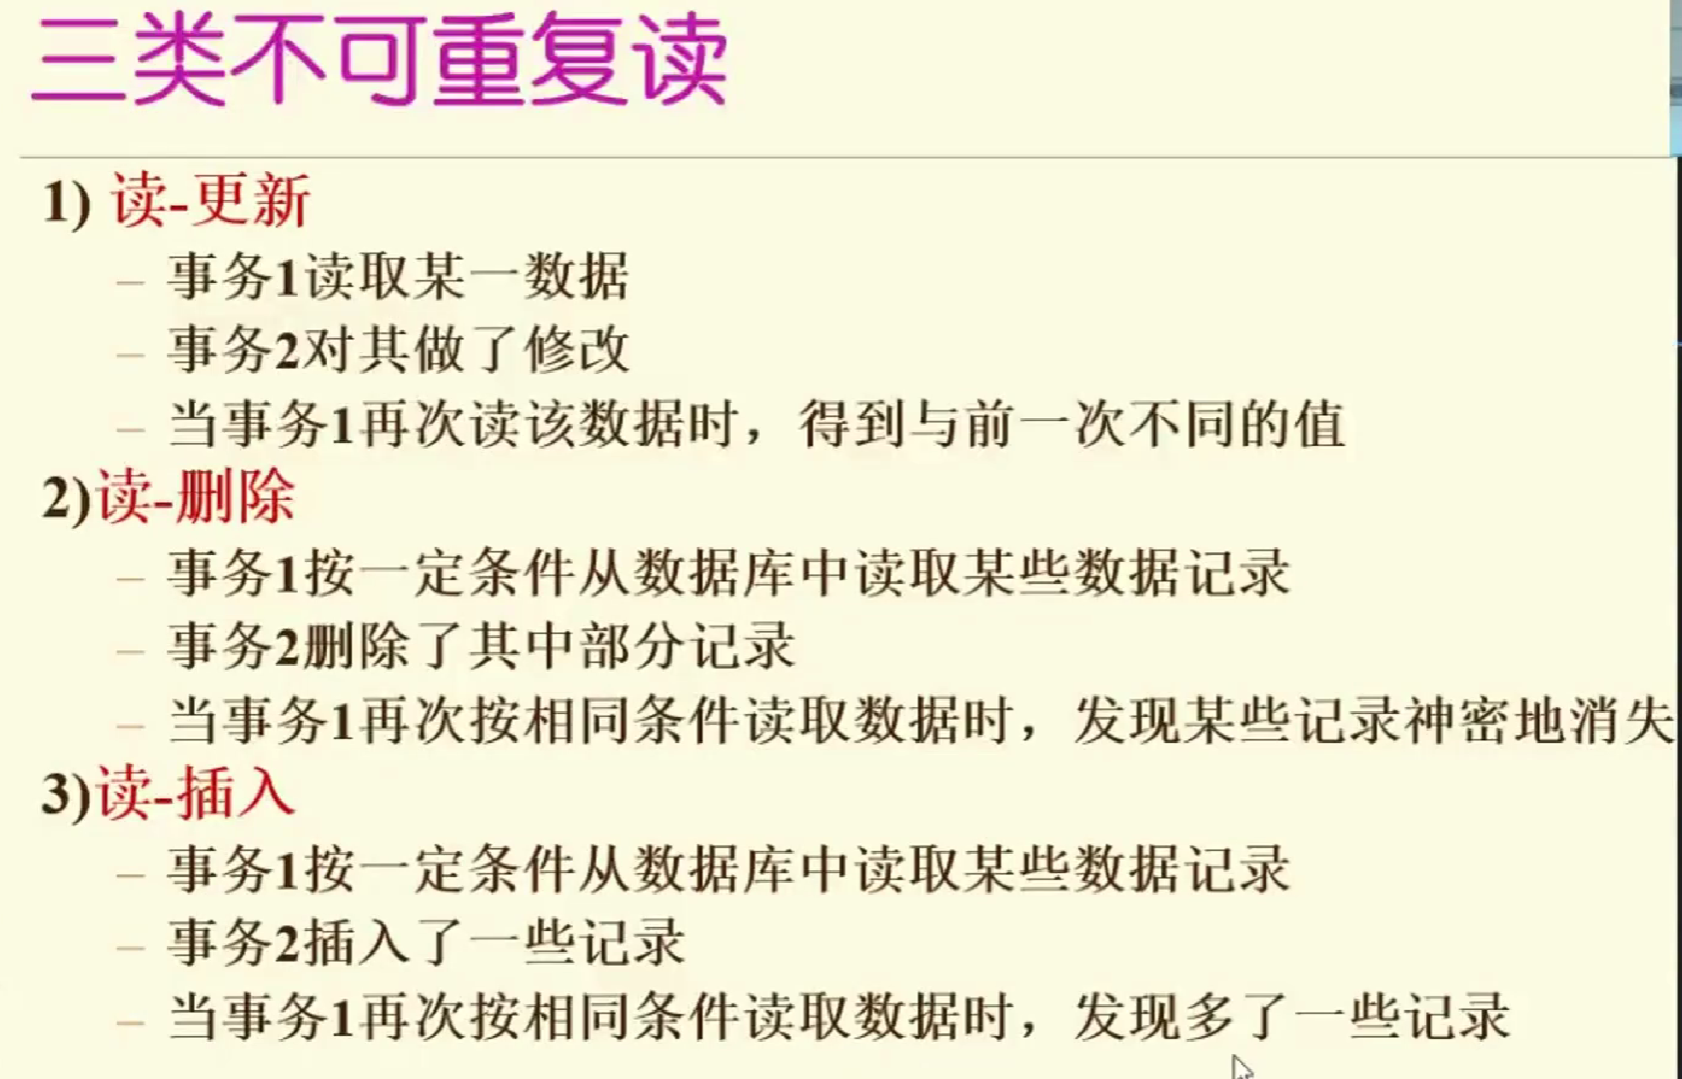 三类不可重复读
1) 读-更新
– 事务1读取某一数据
– 事务2对其做了修改
– 当事务1再次读该数据时，得到与前一次不同的值
2)读-删除
– 事务1按一定条件从数据库中读取某些数据记录
– 事务2删除了其中部分记录
– 当事务1再次按相同条件读取数据时，发现某些记录神密地消失
3)读-插入
– 事务1按一定条件从数据库中读取某些数据记录
– 事务2插入了一些记录
– 当事务1再次按相同条件读取数据时，发现多了一些记录